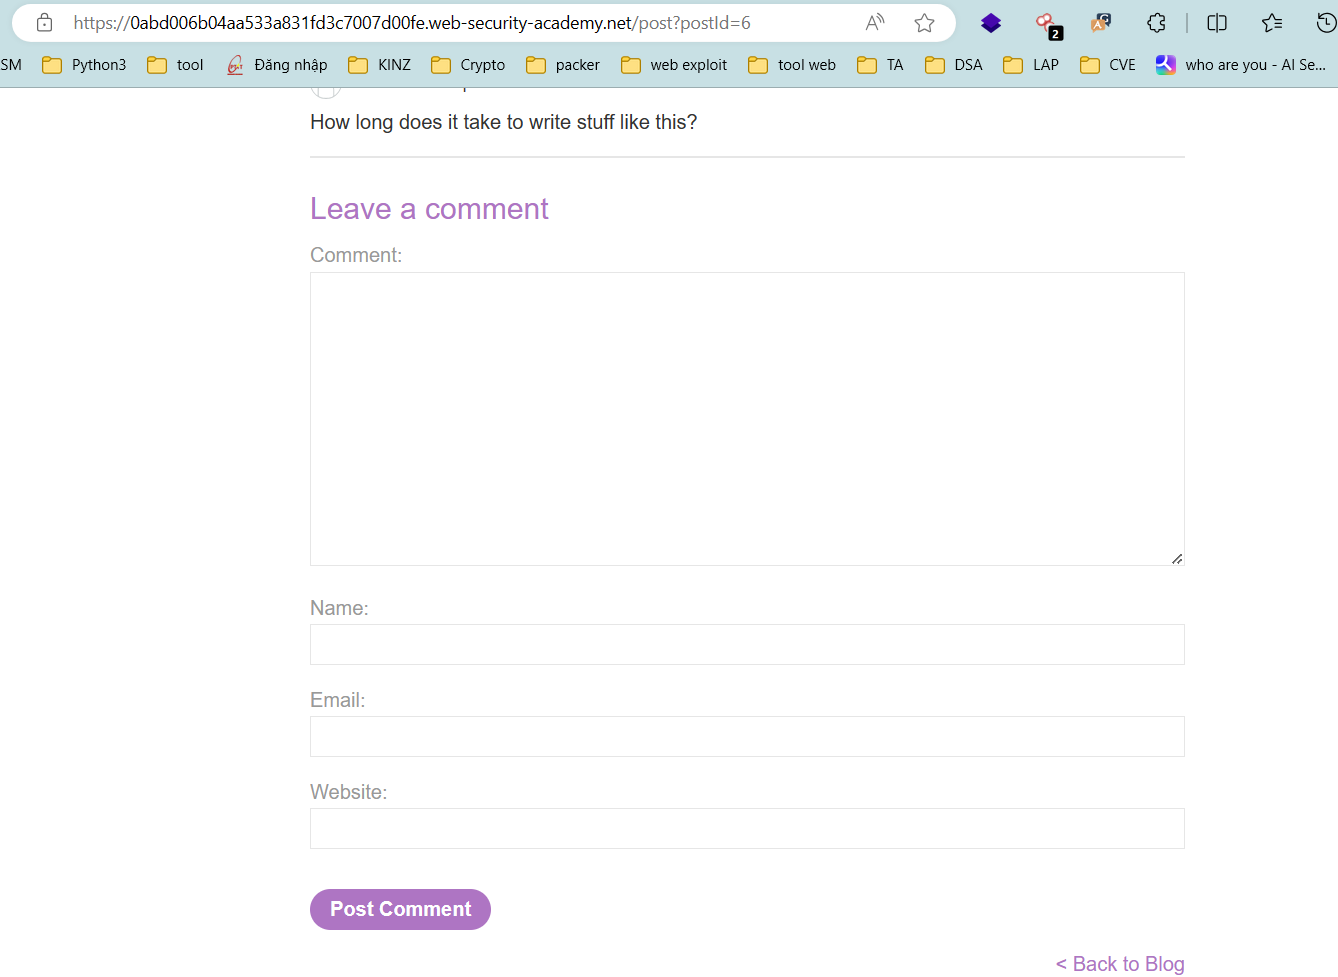 https://0abd006b04aa533a831fd3c7007d00fe.web-security-academy.net/post?postId=6
2
SM Python3 tool Đăng nhập KINZ Crypto packer web exploit tool web TA DSA LAP CVE who are you - AI Se...
How long does it take to write stuff like this?
Leave a comment
Comment:
Name:
Email:
Website:
Post Comment
< Back to Blog